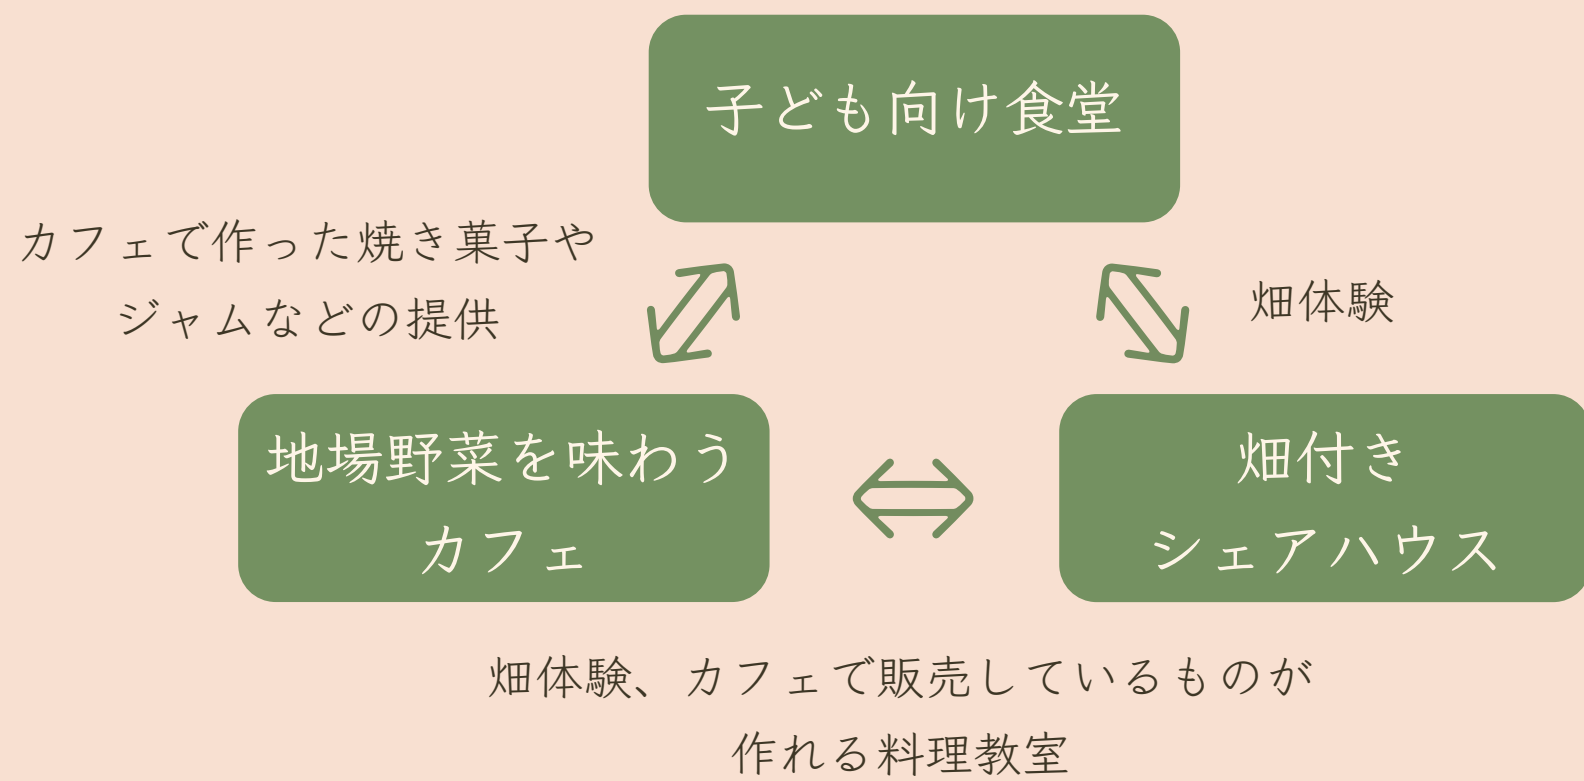 子ども向け食堂
カフェで作った焼き菓子や
ジャムなどの提供
畑体験
地場野菜を味わう
カフェ
畑付き
シェアハウス
畑体験、カフェで販売しているものが
作れる料理教室